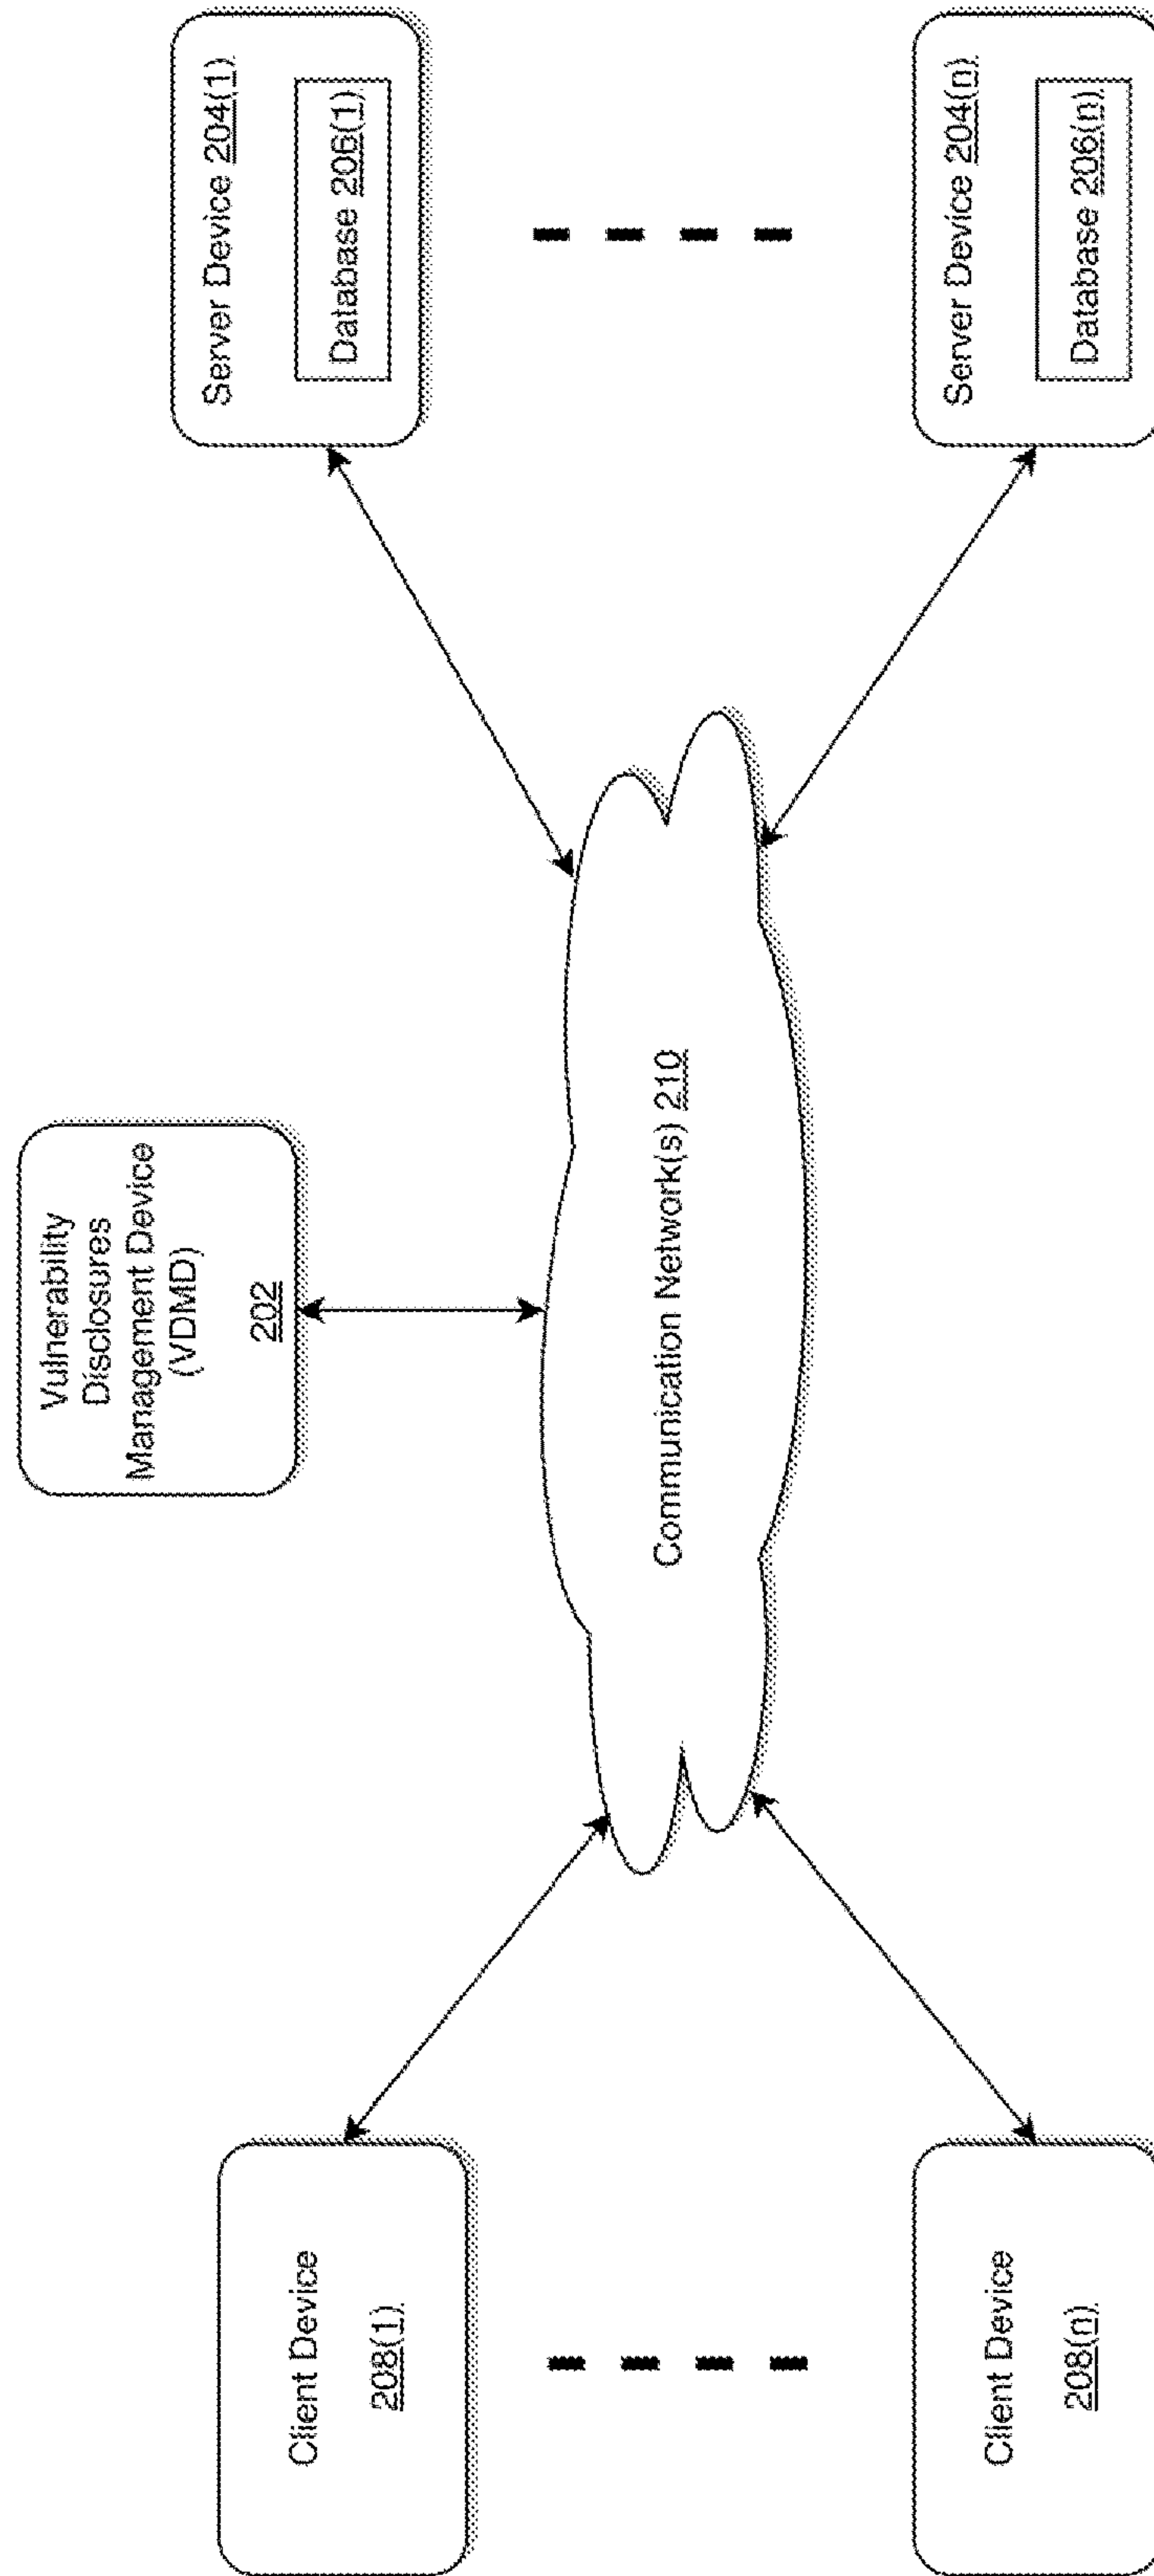 Vulnerability
Disclosures
Management Device
(VDMD)
202
Client Device
208(1)
Client Device
208(n)
Communication Network(s) 210
Server Device 204(1)
Database 206(1)
Server Device 204(n)
Database 206(n)